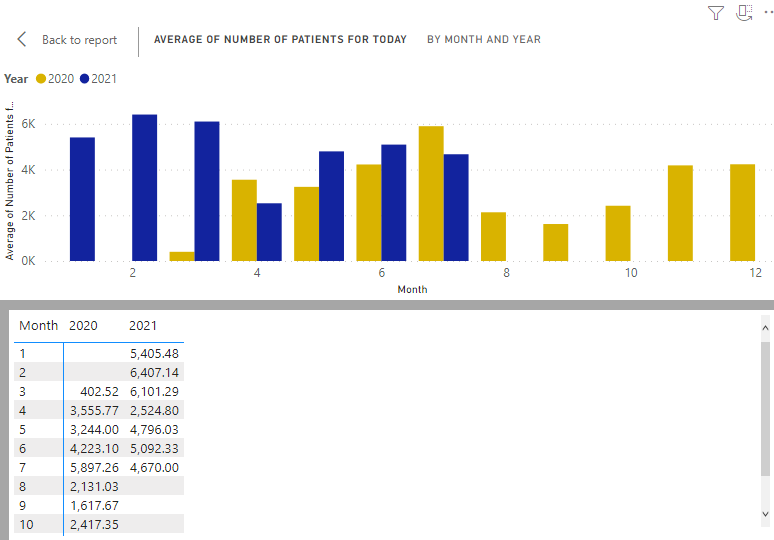 Back to report AVERAGE OF NUMBER OF PATIENTS FOR TODAY BY MONTH AND YEAR
Year 2020 2021
Average of Number of Patients f...
6K
4K
2K
0K
2 4 6 8 10 12
Month
Month 2020 2021
1 5,405.48
2 6,407.14
3 402.52 6,101.29
4 3,555.77 2,524.80
5 3,244.00 4,796.03
6 4,223.10 5,092.33
7 5,897.26 4,670.00
8 2,131.03
9 1,617.67
10 2,417.35